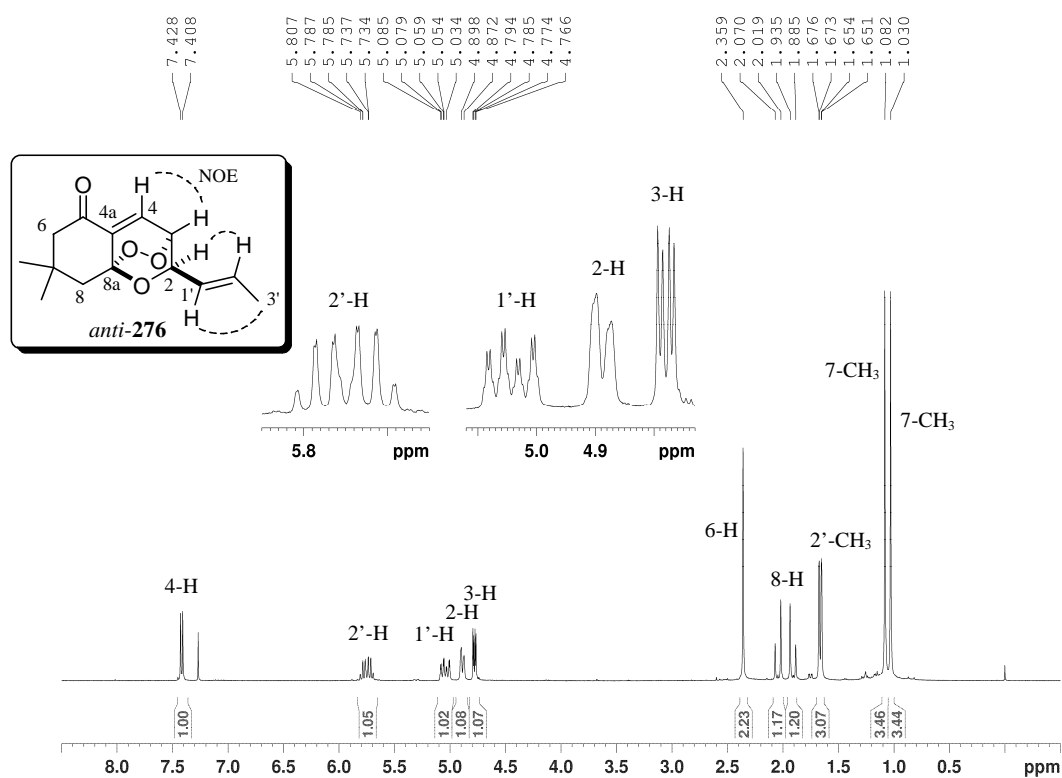 7.428 7.408 5.807 5.787 5.785 5.737 5.734 5.085 5.079 5.059 5.054 5.034 4.898 4.872 4.794 4.785 4.774 4.766 2.359 2.070 2.019 1.935 1.885 1.676 1.673 1.654 1.651 1.082 1.030
H NOE
O 4 H
6 4a
O O H H
8a O 2
8 1' 3'
H
anti-276
2'-H 1'-H 2-H 3-H
5.8 ppm 5.0 4.9 ppm
7-CH3
7-CH3
6-H
2'-CH3
4-H 8-H
3-H
2-H
2'-H 1'-H
1.00 1.05 1.02 1.08 1.07 2.23 1.17 1.20 3.07 3.46 3.44
8.0 7.5 7.0 6.5 6.0 5.5 5.0 4.5 4.0 3.5 3.0 2.5 2.0 1.5 1.0 0.5 ppm